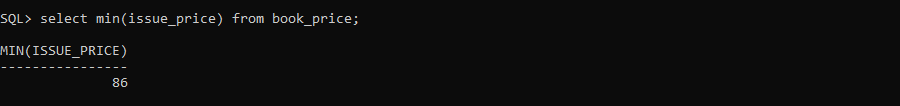 SQL> select min(issue_price) from book_price;
MIN(ISSUE_PRICE)
----------------
86